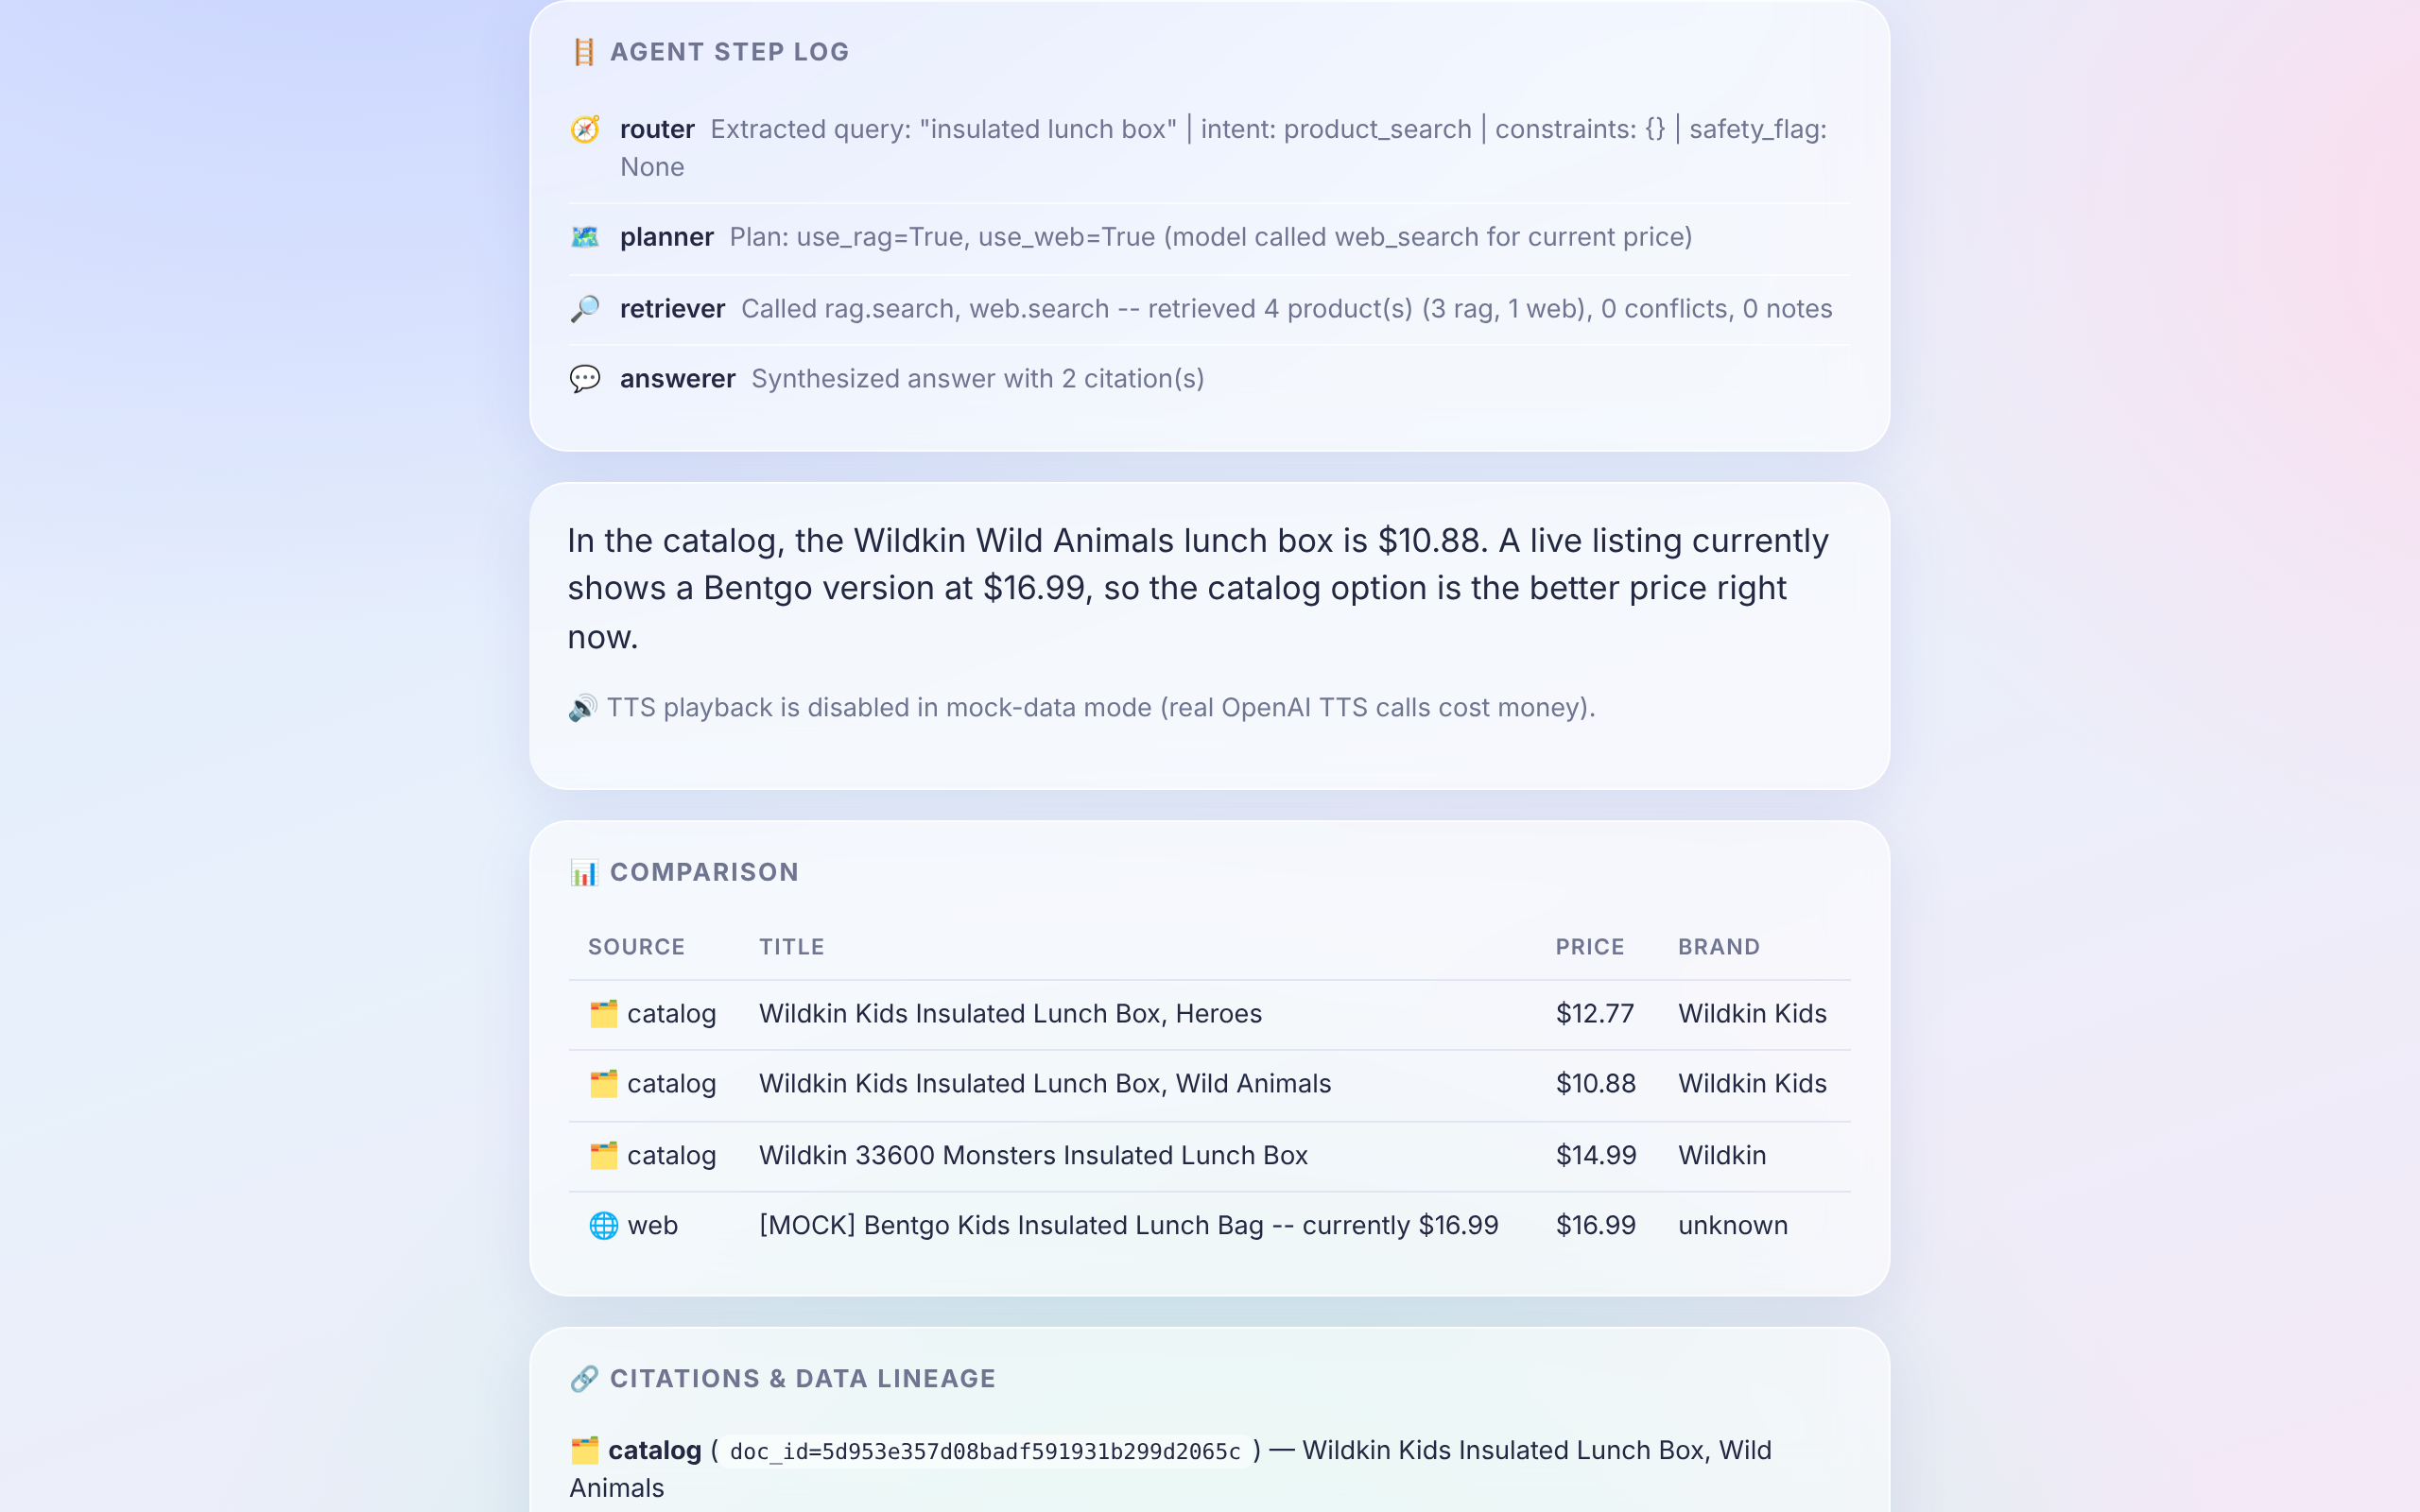 AGENT STEP LOG
router Extracted query: "insulated lunch box" | intent: product_search | constraints: {} | safety_flag:
None
planner Plan: use_rag=True, use_web=True (model called web_search for current price)
retriever Called rag.search, web.search -- retrieved 4 product(s) (3 rag, 1 web), 0 conflicts, 0 notes
answerer Synthesized answer with 2 citation(s)
In the catalog, the Wildkin Wild Animals lunch box is $10.88. A live listing currently
shows a Bentgo version at $16.99, so the catalog option is the better price right
now.
TTS playback is disabled in mock-data mode (real OpenAI TTS calls cost money).
COMPARISON
SOURCE TITLE PRICE BRAND
catalog Wildkin Kids Insulated Lunch Box, Heroes $12.77 Wildkin Kids
catalog Wildkin Kids Insulated Lunch Box, Wild Animals $10.88 Wildkin Kids
catalog Wildkin 33600 Monsters Insulated Lunch Box $14.99 Wildkin
web [MOCK] Bentgo Kids Insulated Lunch Bag -- currently $16.99 $16.99 unknown
CITATIONS & DATA LINEAGE
catalog ( doc_id=5d953e357d08badf591931b299d2065c ) — Wildkin Kids Insulated Lunch Box, Wild
Animals